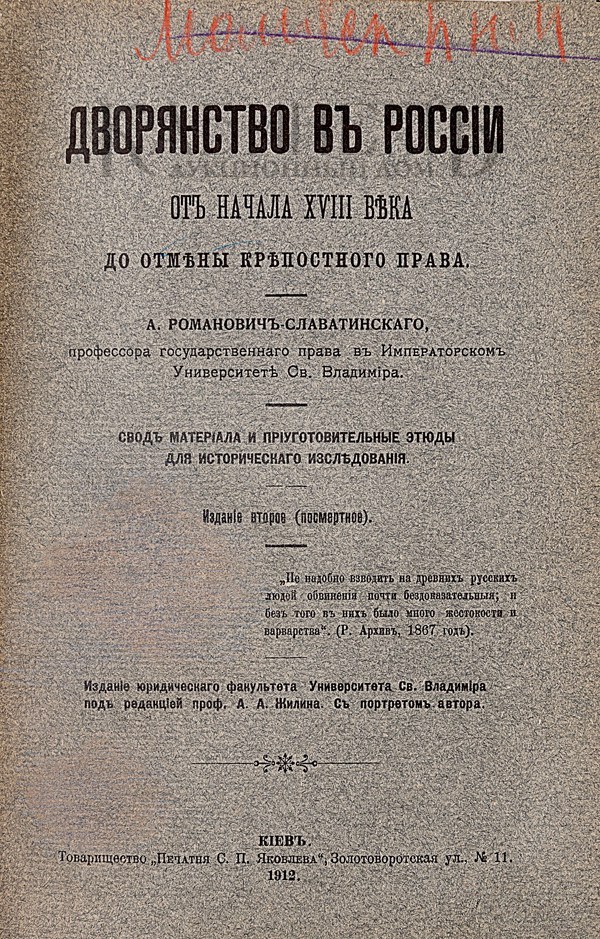 ДВОРЯНСТВО ВЪ РОССІИ
ОТЪ НАЧАЛА XVIII ВѢКА
ДО ОТМѢНЫ КРѢПОСТНОГО ПРАВА.
А. РОМАНОВИЧЪ-СЛАВАТИНСКАГО,
профессора государственнаго права въ Императорскомъ
Университетѣ Св. Владиміра.
СВОДЪ МАТЕРІАЛА И ПРІУГОТОВИТЕЛЬНЫЕ ЭТЮДЫ
ДЛЯ ИСТОРИЧЕСКАГО ИЗСЛѢДОВАНІЯ.
Изданіе второе (посмертное).
„Не надобно взводить на древнихъ русскихъ
людей обвиненія почти бездоказательныя; и
безъ того въ нихъ было много жестокости и
варварства“. (Р. Архивъ, 1867 годъ).
Изданіе юридическаго факультета Университета Св. Владиміра
подъ редакціей проф. А. А. Жилина. Съ портретомъ автора.
КІЕВЪ.
Товарищество „Печатня С. П. Яковлева“, Золотоворотская ул., № 11.
1912.